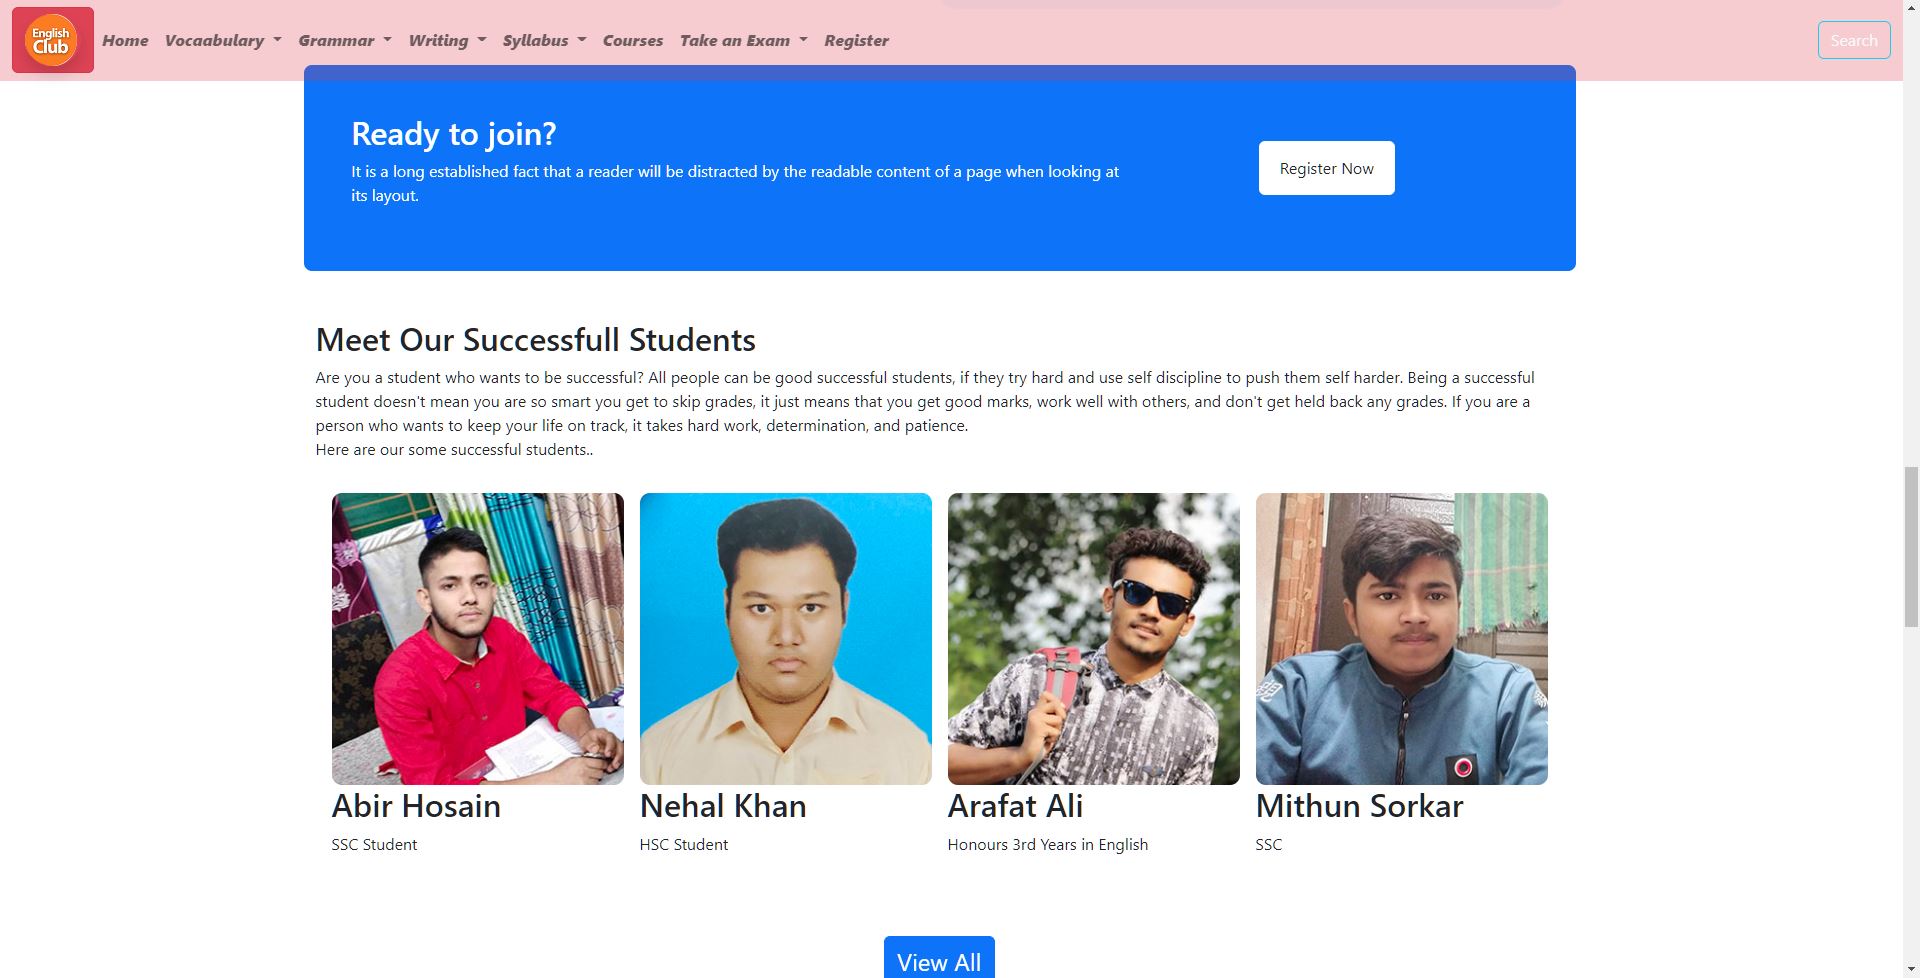 English
Club
Home Vocaabulary Grammar Writing Syllabus Courses Take an Exam Register
Search
Ready to join?
It is a long established fact that a reader will be distracted by the readable content of a page when looking at
its layout.
Register Now
Meet Our Successfull Students
Are you a student who wants to be successful? All people can be good successful students, if they try hard and use self discipline to push them self harder. Being a successful
student doesn't mean you are so smart you get to skip grades, it just means that you get good marks, work well with others, and don't get held back any grades. If you are a
person who wants to keep your life on track, it takes hard work, determination, and patience.
Here are our some successful students..
Abir Hosain
SSC Student
Nehal Khan
HSC Student
Arafat Ali
Honours 3rd Years in English
Mithun Sorkar
SSC
View All